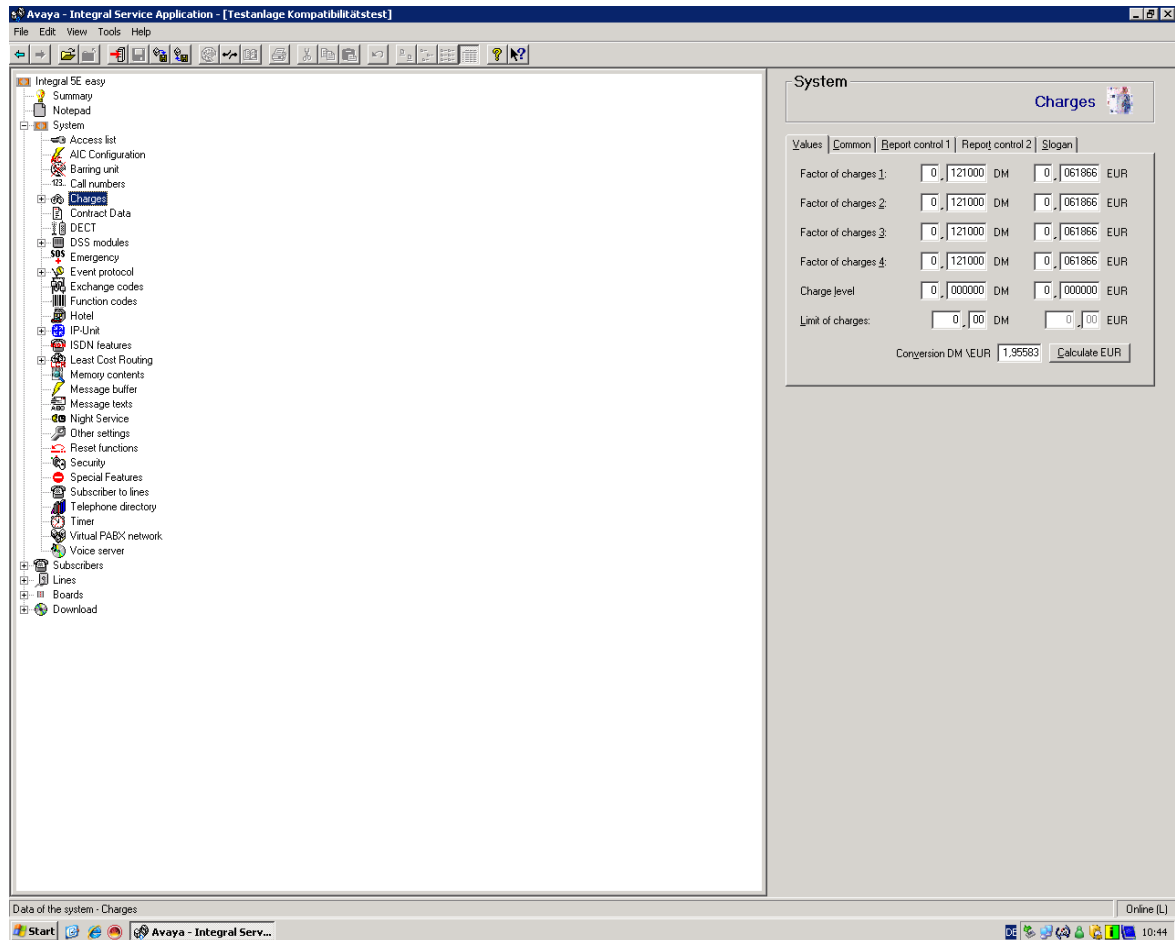 Avaya - Integral Service Application - [Testanlage Kompatibilitätstest]
File Edit View Tools Help
Integral 5E easy
Summary
Notepad
System
Access list
AIC Configuration
Barring unit
123.. Call numbers
Charges
Contract Data
DECT
DSS modules
SOS Emergency
Event protocol
Exchange codes
Function codes
Hotel
IP-Unit
ISDN features
Least Cost Routing
Memory contents
Message buffer
ABC Message texts
Night Service
Other settings
Reset functions
Security
Special Features
Subscriber to lines
Telephone directory
Timer
Virtual PABX network
Voice server
Subscribers
Lines
Boards
Download
System
Charges
Values Common Report control 1 Report control 2 Slogan
Factor of charges 1: 0 , 121000 DM 0 , 061866 EUR
Factor of charges 2: 0 , 121000 DM 0 , 061866 EUR
Factor of charges 3: 0 , 121000 DM 0 , 061866 EUR
Factor of charges 4: 0 , 121000 DM 0 , 061866 EUR
Charge level 0 , 000000 DM 0 , 000000 EUR
Limit of charges: 0 , 00 DM 0 , 00 EUR
Conversion DM \EUR 1,95583 Calculate EUR
Data of the system - Charges Online (L)
Start Avaya - Integral Serv... DE 10:44